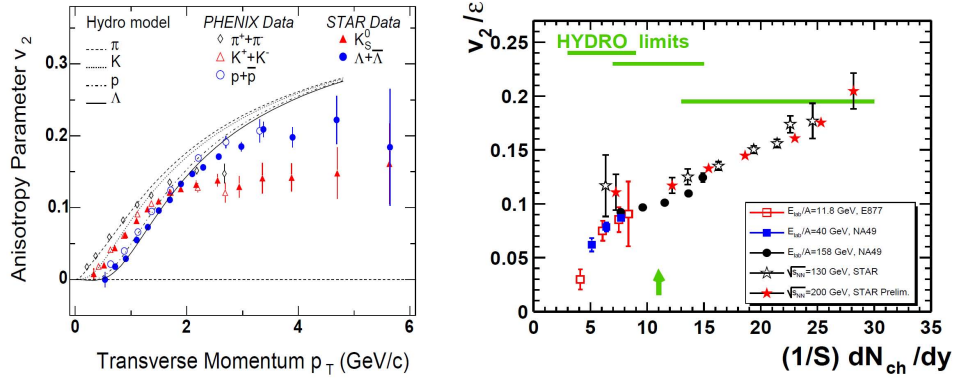 Hydro model
π
K
p
Λ
PHENIX Data
π⁺+π⁻
K⁺+K⁻
p+p̅
STAR Data
K⁰_S
Λ+Λ̅
Anisotropy Parameter v₂
0.3
0.2
0.1
0
0 2 4 6
Transverse Momentum p_T (GeV/c)
v₂/ε
HYDRO limits
0.25
0.2
0.15
0.1
0.05
0
E_lab/A=11.8 GeV, E877
E_lab/A=40 GeV, NA49
E_lab/A=158 GeV, NA49
√s_NN=130 GeV, STAR
√s_NN=200 GeV, STAR Prelim.
0 5 10 15 20 25 30 35
(1/S) dN_ch/dy